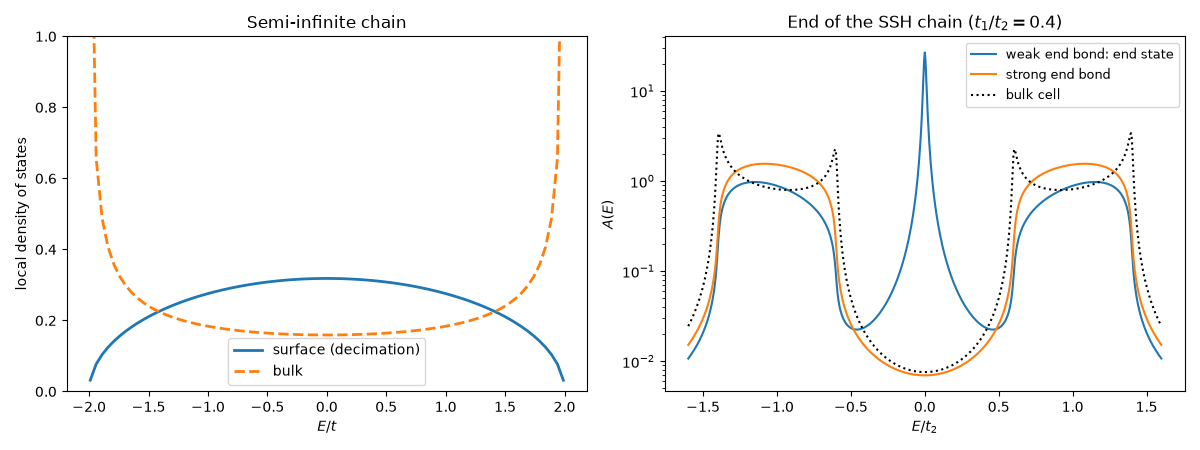 Semi-infinite chain
local density of states
1.0
0.8
0.6
0.4
0.2
0.0
surface (decimation)
bulk
−2.0 −1.5 −1.0 −0.5 0.0 0.5 1.0 1.5 2.0
E/t
End of the SSH chain (t₁/t₂ = 0.4)
A(E)
10¹
10⁰
10⁻¹
10⁻²
weak end bond: end state
strong end bond
bulk cell
−1.5 −1.0 −0.5 0.0 0.5 1.0 1.5
E/t₂